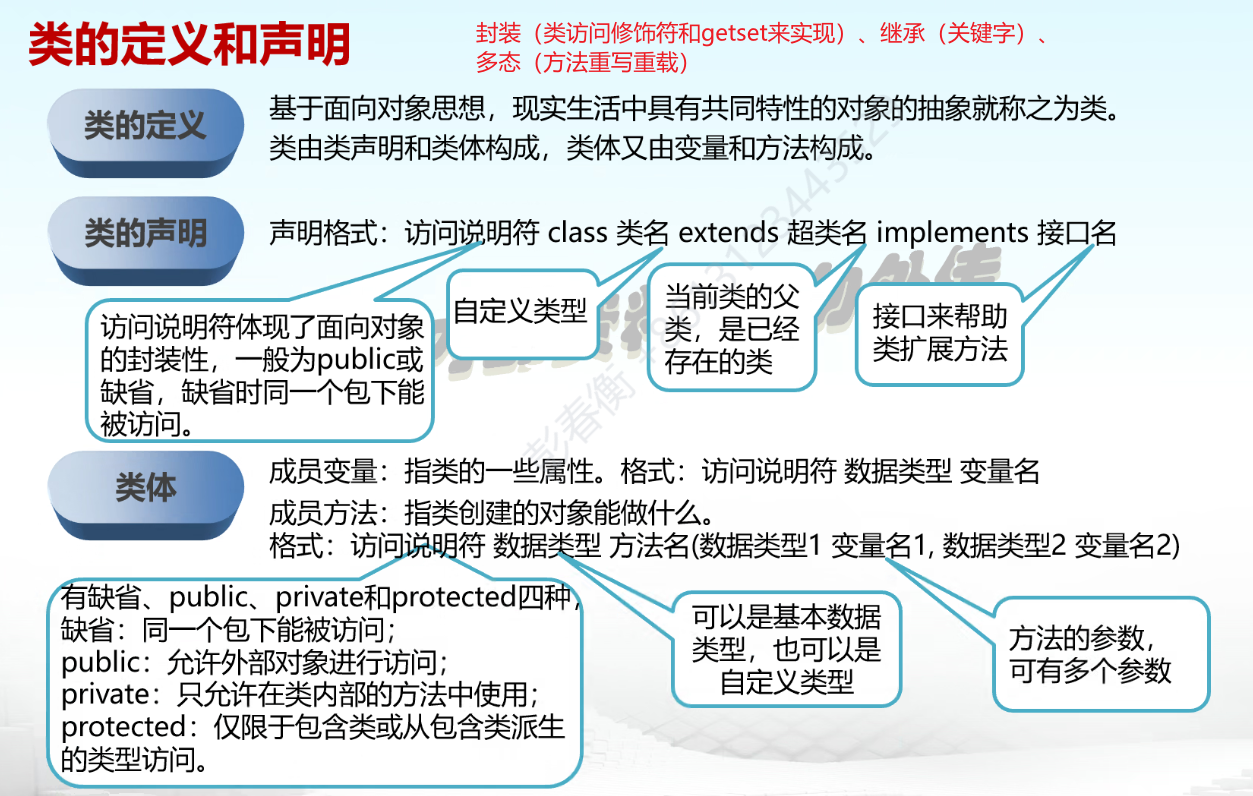 类的定义和声明
封装（类访问修饰符和getset来实现）、继承（关键字）、
多态（方法重写重载）
类的定义
基于面向对象思想，现实生活中具有共同特性的对象的抽象就称之为类。
类由类声明和类体构成，类体又由变量和方法构成。
类的声明
声明格式：访问说明符 class 类名 extends 超类名 implements 接口名
访问说明符体现了面向对象
的封装性，一般为public或
缺省，缺省时同一个包下能
被访问。
自定义类型
当前类的父
类，是已经
存在的类
接口来帮助
类扩展方法
类体
成员变量：指类的一些属性。格式：访问说明符 数据类型 变量名
成员方法：指类创建的对象能做什么。
格式：访问说明符 数据类型 方法名(数据类型1 变量名1, 数据类型2 变量名2)
有缺省、public、private和protected四种，
缺省：同一个包下能被访问；
public：允许外部对象进行访问；
private：只允许在类内部的方法中使用；
protected：仅限于包含类或从包含类派生
的类型访问。
可以是基本数据
类型，也可以是
自定义类型
方法的参数，
可有多个参数
彭春衡